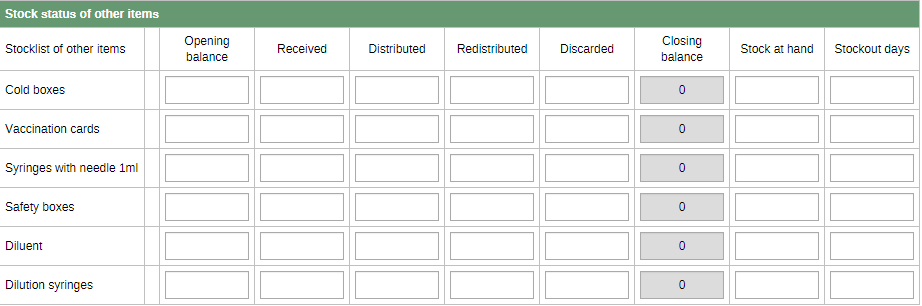 Stock status of other items
Stocklist of other items Opening balance Received Distributed Redistributed Discarded Closing balance Stock at hand Stockout days
Cold boxes 0
Vaccination cards 0
Syringes with needle 1ml 0
Safety boxes 0
Diluent 0
Dilution syringes 0